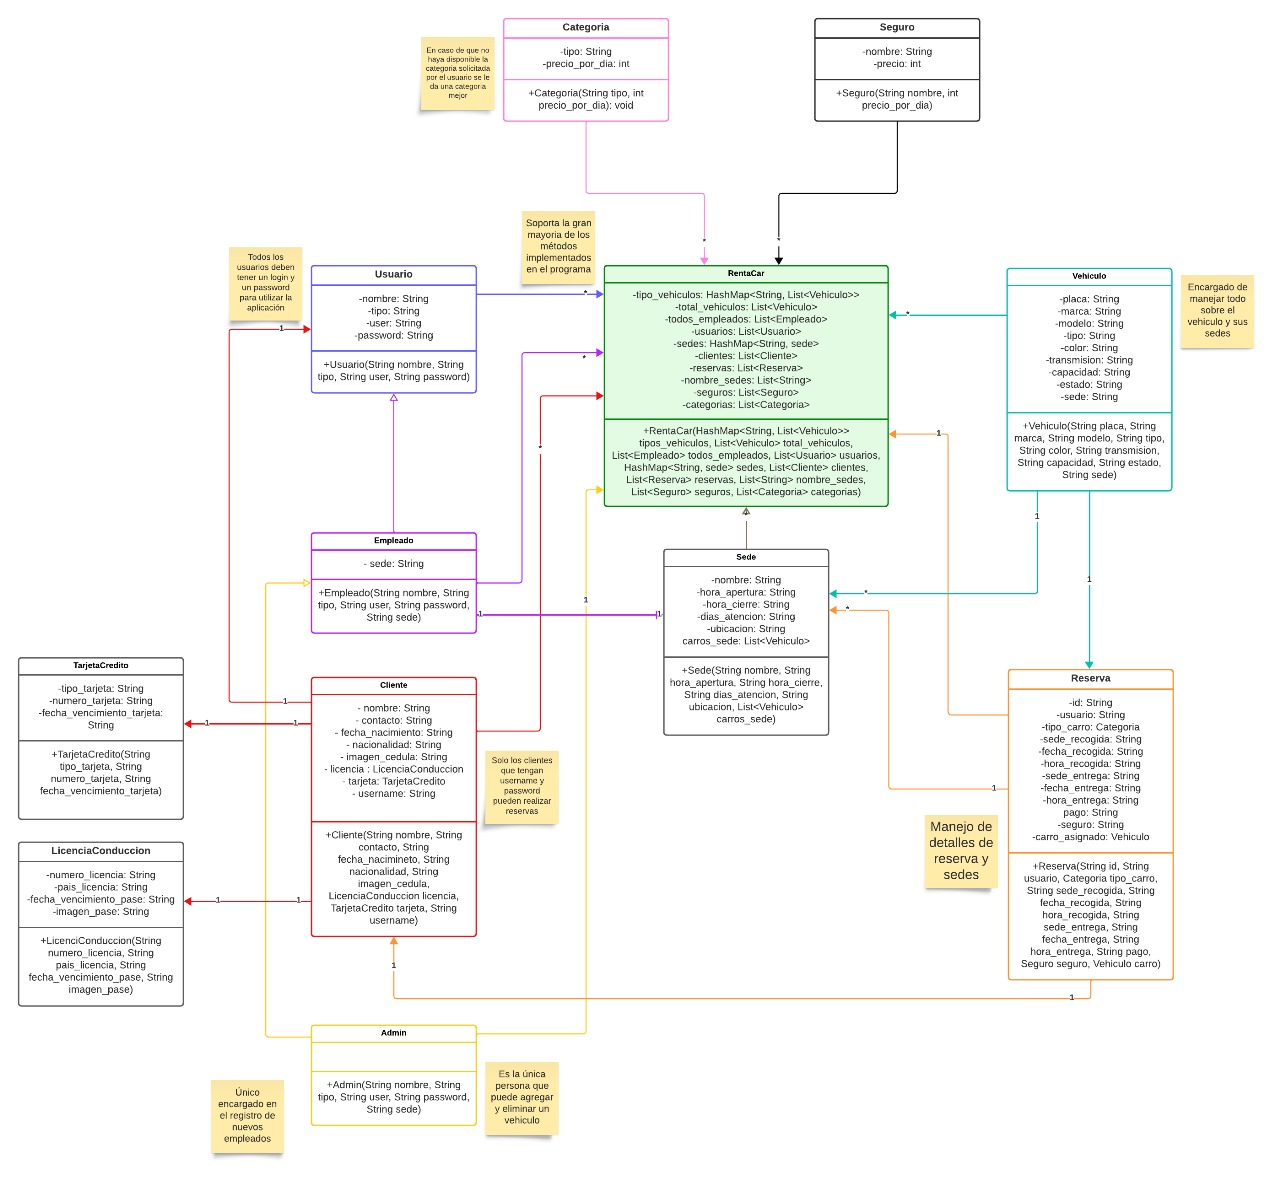 Categoria
-tipo: String
-precio_por_dia: int
+Categoria(String tipo, int
precio_por_dia): void
Seguro
-nombre: String
-precio: int
+Seguro(String nombre, int
precio_por_dia)
En caso de que no
haya disponible la
categoria solicitada
por el usuario se le
da una categoria
mejor
*
*
Soporta la gran
mayoria de los
métodos
implementados
en el programa
Todos los
usuarios deben
tener un login y
un password
para utilizar la
aplicación
Usuario
-nombre: String
-tipo: String
-user: String
-password: String
+Usuario(String nombre, String
tipo, String user, String password)
*
*
*
1
RentaCar
-tipo_vehiculos: HashMap<String, List<Vehiculo>>
-total_vehiculos: List<Vehiculo>
-todos_empleados: List<Empleado>
-usuarios: List<Usuario>
-sedes: HashMap<String, sede>
-clientes: List<Cliente>
-reservas: List<Reserva>
-nombre_sedes: List<String>
-seguros: List<Seguro>
-categorias: List<Categoria>
+RentaCar(HashMap<String, List<Vehiculo>>
tipos_vehiculos, List<Vehiculo> total_vehiculos,
List<Empleado> todos_empleados, List<Usuario> usuarios,
HashMap<String, sede> sedes, List<Cliente> clientes,
List<Reserva> reservas, List<String> nombre_sedes,
List<Seguro> seguros, List<Categoria> categorias)
*
1
Vehiculo
-placa: String
-marca: String
-modelo: String
-tipo: String
-color: String
-transmision: String
-capacidad: String
-estado: String
-sede: String
+Vehiculo(String placa, String
marca, String modelo, String tipo,
String color, String transmision,
String capacidad, String estado,
String sede)
Encargado de
manejar todo
sobre el
vehiculo y sus
sedes
1
1
Empleado
- sede: String
+Empleado(String nombre, String
tipo, String user, String password,
String sede)
1
1
1
Sede
-nombre: String
-hora_apertura: String
-hora_cierre: String
-dias_atencion: String
-ubicacion: String
carros_sede: List<Vehiculo>
+Sede(String nombre, String
hora_apertura, String hora_cierre,
String dias_atencion, String
ubicacion, List<Vehiculo>
carros_sede)
*
*
1
TarjetaCredito
-tipo_tarjeta: String
-numero_tarjeta: String
-fecha_vencimiento_tarjeta:
String
+TarjetaCredito(String
tipo_tarjeta, String
numero_tarjeta, String
fecha_vencimiento_tarjeta)
1
1
1
Cliente
- nombre: String
- contacto: String
- fecha_nacimiento: String
- nacionalidad: String
- imagen_cedula: String
- licencia : LicenciaConduccion
- tarjeta: TarjetaCredito
- username: String
+Cliente(String nombre, String
contacto, String
fecha_nacimineto, String
nacionalidad, String
imagen_cedula,
LicenciaConduccion licencia,
TarjetaCredito tarjeta, String
username)
Solo los clientes
que tengan
username y
password
pueden realizar
reservas
Manejo de
detalles de
reserva y
sedes
Reserva
-id: String
-usuario: String
-tipo_carro: Categoria
-sede_recogida: String
-fecha_recogida: String
-hora_recogida: String
-sede_entrega: String
-fecha_entrega: String
-hora_entrega: String
pago: String
-seguro: String
-carro_asignado: Vehiculo
+Reserva(String id, String
usuario, Categoria tipo_carro,
String sede_recogida, String
fecha_recogida, String
hora_recogida, String
sede_entrega, String
fecha_entrega, String
hora_entrega, String pago,
Seguro seguro, Vehiculo carro)
LicenciaConduccion
-numero_licencia: String
-pais_licencia: String
-fecha_vencimiento_pase: String
-imagen_pase: String
+LicenciConduccion(String
numero_licencia, String
pais_licencia, String
fecha_vencimiento_pase, String
imagen_pase)
1
1
1
1
Admin
+Admin(String nombre, String
tipo, String user, String password,
String sede)
Único
encargado en
el registro de
nuevos
empleados
Es la única
persona que
puede agregar
y eliminar un
vehiculo